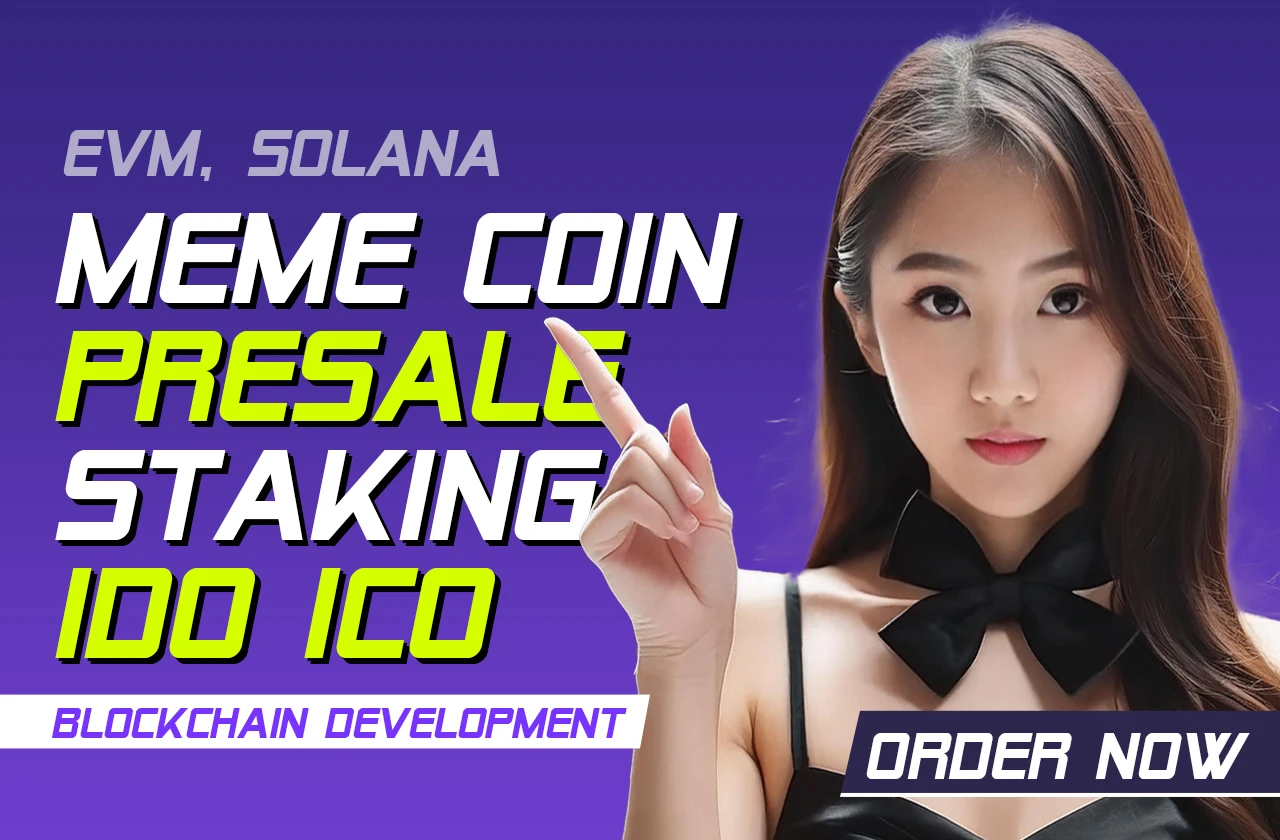 EVM, SOLANA
MEME COIN
PRESALE
STAKING
IDO ICO
BLOCKCHAIN DEVELOPMENT
ORDER NOW